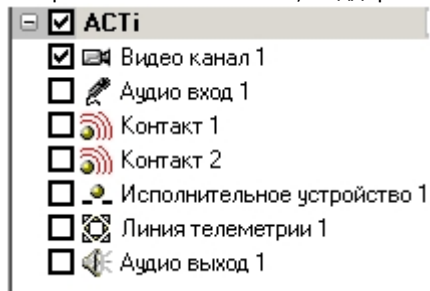 ACTi
Видео канал 1
Аудио вход 1
Контакт 1
Контакт 2
Исполнительное устройство 1
Линия телеметрии 1
Аудио выход 1